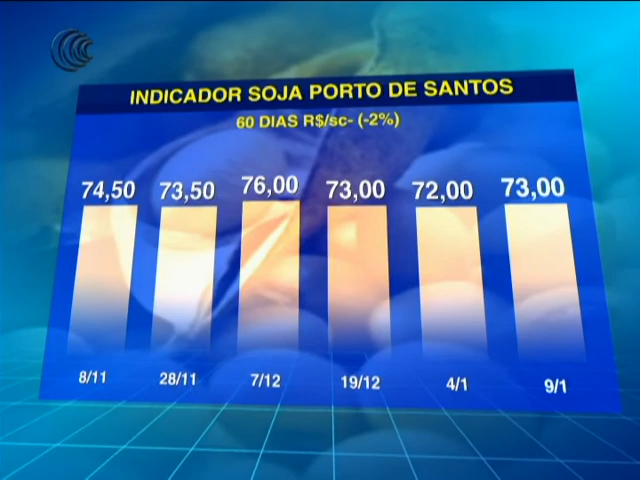 INDICADOR SOJA PORTO DE SANTOS
60 DIAS R$/sc- (-2%)
74,50 73,50 76,00 73,00 72,00 73,00
8/11 28/11 7/12 19/12 4/1 9/1